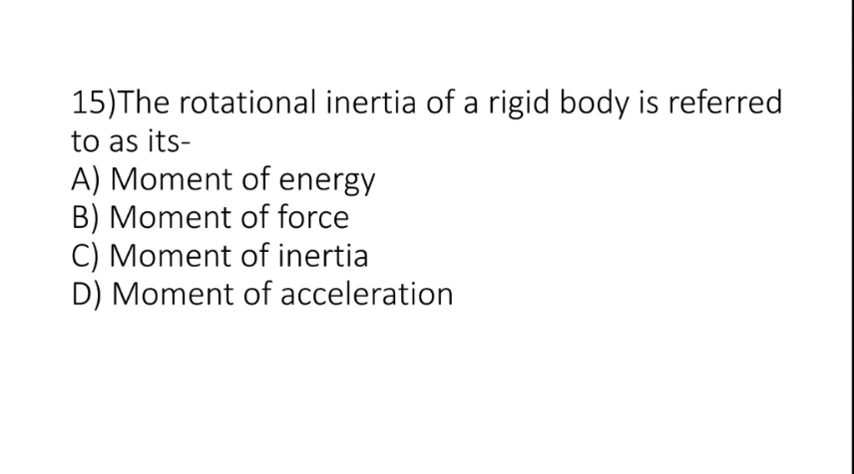 15)The rotational inertia of a rigid body is referred
to as its-
A) Moment of energy
B) Moment of force
C) Moment of inertia
D) Moment of acceleration